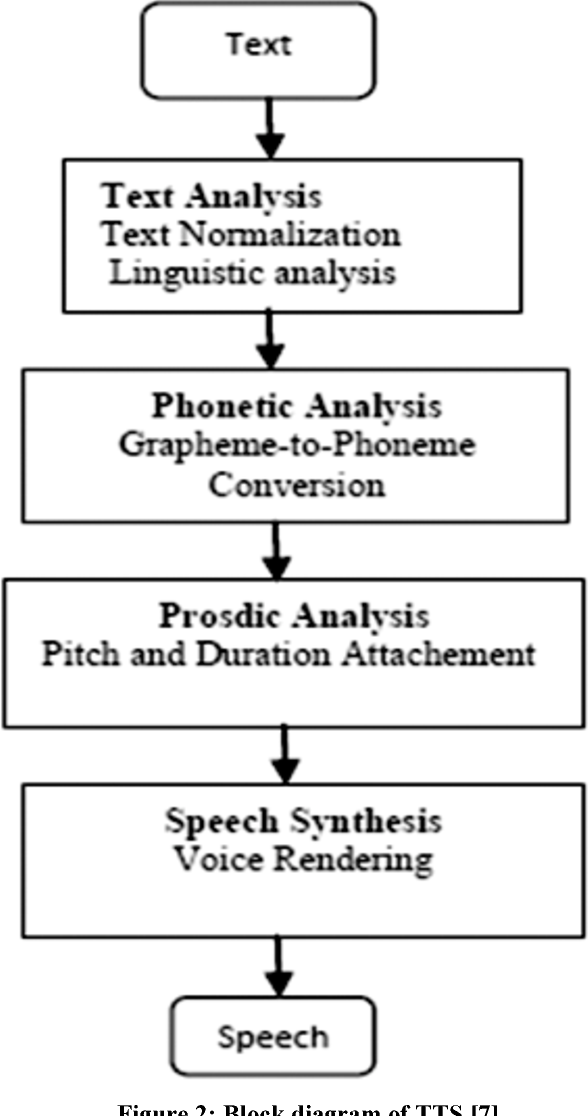 Text
Text Analysis
Text Normalization
Linguistic analysis
Phonetic Analysis
Grapheme-to-Phoneme
Conversion
Prosdic Analysis
Pitch and Duration Attachement
Speech Synthesis
Voice Rendering
Speech
Figure 2: Block diagram of TTS [7]